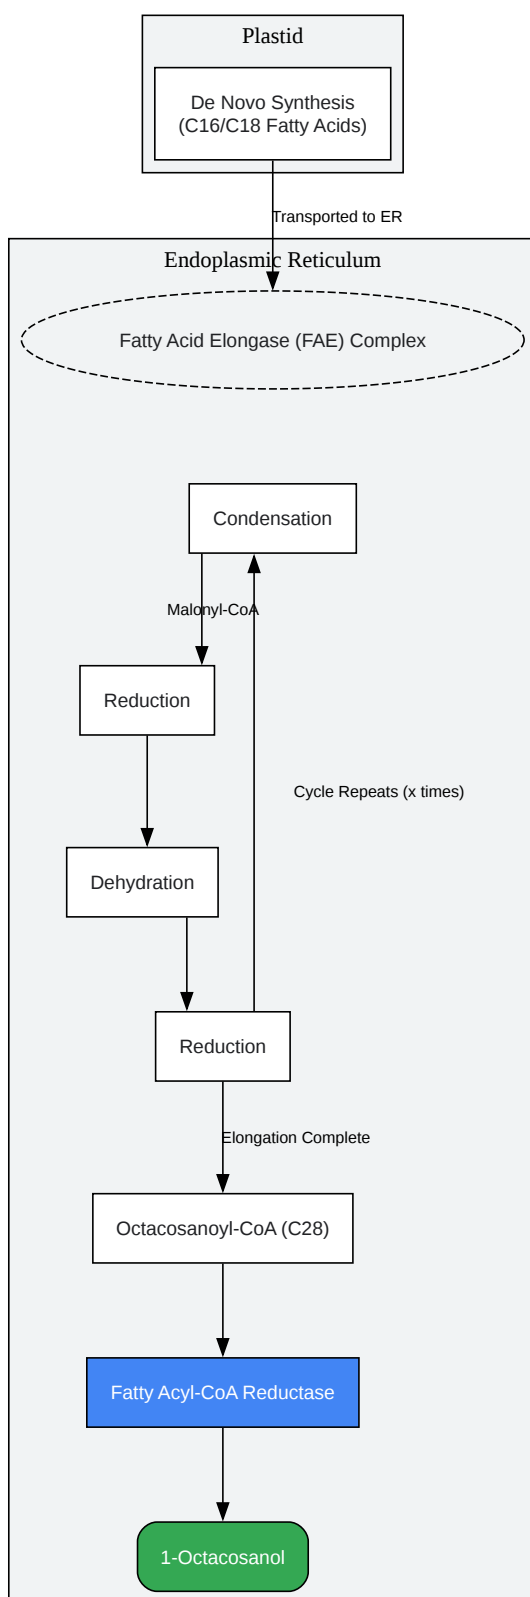 Plastid
De Novo Synthesis
(C16/C18 Fatty Acids)
Transported to ER
Endoplasmic Reticulum
Fatty Acid Elongase (FAE) Complex
Condensation
Malonyl-CoA
Reduction
Cycle Repeats (x times)
Dehydration
Reduction
Elongation Complete
Octacosanoyl-CoA (C28)
Fatty Acyl-CoA Reductase
1-Octacosanol